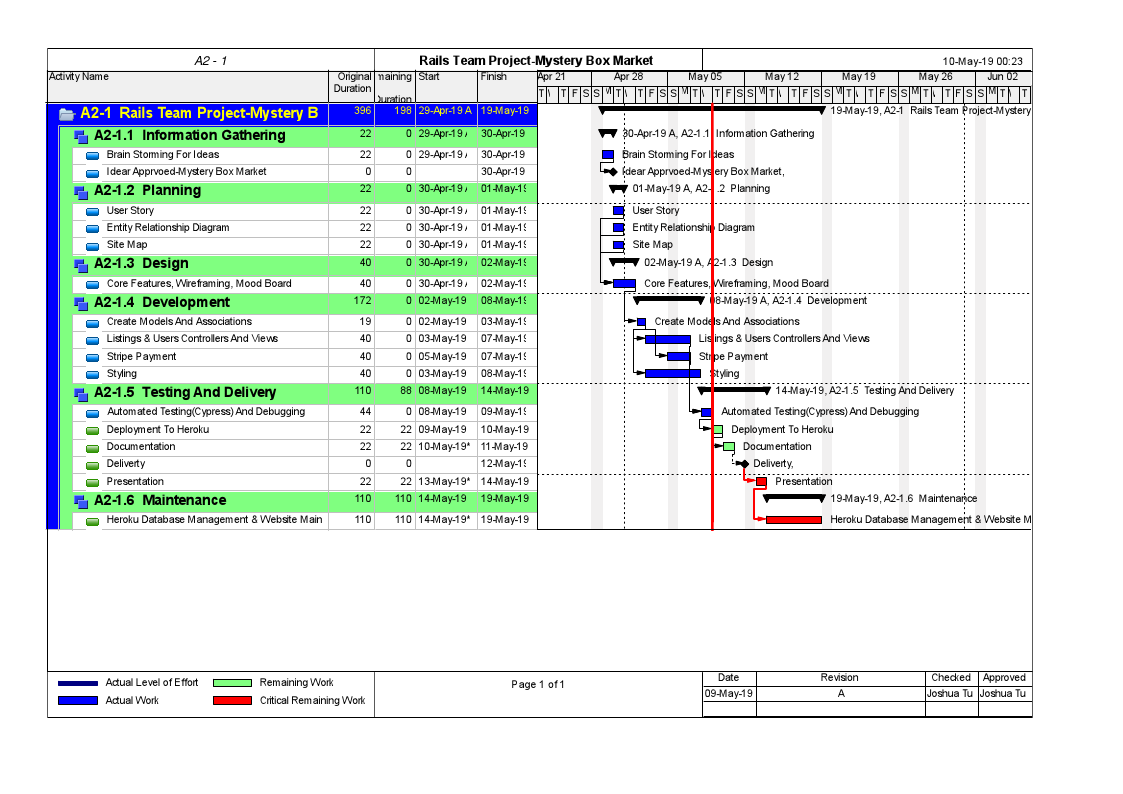 A2 - 1 Rails Team Project-Mystery Box Market 10-May-19 00:23
Activity Name Original Duration maining Duration Start Finish Apr 21 Apr 28 May 05 May 12 May 19 May 26 Jun 02
A2-1 Rails Team Project-Mystery B 396 198 29-Apr-19 A 19-May-19 19-May-19, A2-1 Rails Team Project-Mystery
A2-1.1 Information Gathering 22 0 29-Apr-19 30-Apr-19 30-Apr-19 A, A2-1.1 Information Gathering
Brain Storming For Ideas 22 0 29-Apr-19 30-Apr-19 Brain Storming For Ideas
Idear Apprvoed-Mystery Box Market 0 0 30-Apr-19 Idear Apprvoed-Mystery Box Market,
A2-1.2 Planning 22 0 30-Apr-19 01-May-19 01-May-19 A, A2-1.2 Planning
User Story 22 0 30-Apr-19 01-May-19 User Story
Entity Relationship Diagram 22 0 30-Apr-19 01-May-19 Entity Relationship Diagram
Site Map 22 0 30-Apr-19 01-May-19 Site Map
A2-1.3 Design 40 0 30-Apr-19 02-May-19 02-May-19 A, A2-1.3 Design
Core Features, Wireframing, Mood Board 40 0 30-Apr-19 02-May-19 Core Features, Wireframing, Mood Board
A2-1.4 Development 172 0 02-May-19 08-May-19 08-May-19 A, A2-1.4 Development
Create Models And Associations 19 0 02-May-19 03-May-19 Create Models And Associations
Listings & Users Controllers And Views 40 0 03-May-19 07-May-19 Listings & Users Controllers And Views
Stripe Payment 40 0 05-May-19 07-May-19 Stripe Payment
Styling 40 0 03-May-19 08-May-19 Styling
A2-1.5 Testing And Delivery 110 88 08-May-19 14-May-19 14-May-19, A2-1.5 Testing And Delivery
Automated Testing(Cypress) And Debugging 44 0 08-May-19 09-May-19 Automated Testing(Cypress) And Debugging
Deployment To Heroku 22 22 09-May-19 10-May-19 Deployment To Heroku
Documentation 22 22 10-May-19* 11-May-19 Documentation
Deliverty 0 0 12-May-19 Deliverty,
Presentation 22 22 13-May-19* 14-May-19 Presentation
A2-1.6 Maintenance 110 110 14-May-19 19-May-19 19-May-19, A2-1.6 Maintenance
Heroku Database Management & Website Main 110 110 14-May-19* 19-May-19 Heroku Database Management & Website M
Actual Level of Effort Remaining Work
Actual Work Critical Remaining Work
Page 1 of 1
Date Revision Checked Approved
09-May-19 A Joshua Tu Joshua Tu